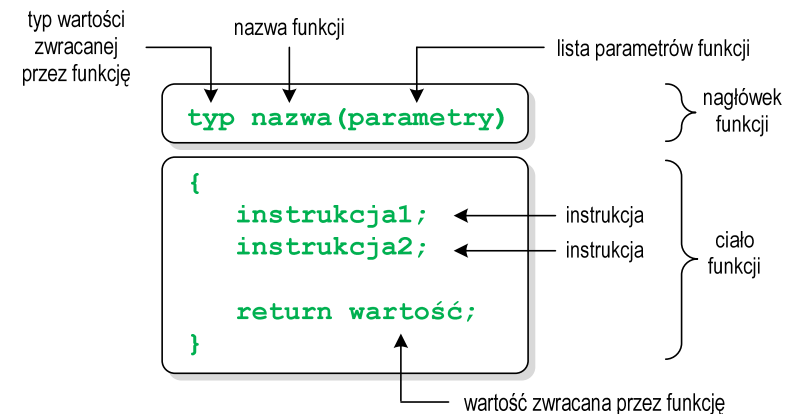 typ wartości
zwracanej
przez funkcję
nazwa funkcji
lista parametrów funkcji
typ nazwa(parametry)
nagłówek
funkcji
{
instrukcja1;
instrukcja
instrukcja2;
instrukcja
ciało
funkcji
return wartość;
}
wartość zwracana przez funkcję